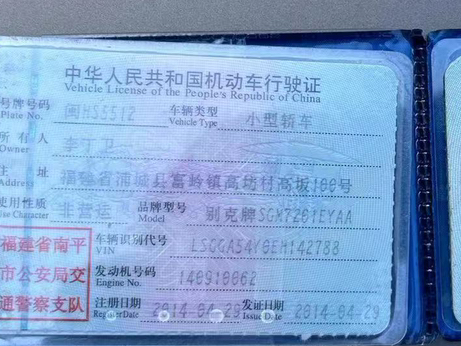 中华人民共和国机动车行驶证
Vehicle License of the People's Republic of China
号牌号码 闽HS5512 车辆类型 小型轿车
Plate No. Vehicle Type
所有人
Owner
住址 福建省浦城县富岭镇高坊村高坂100号
Address
使用性质 非营运 品牌型号 别克牌SGM7261EYAA
Use Character Model
福建省南平
市公安局交
通警察支队
车辆识别代号 LSGGA54Y0EH142788
VIN
发动机号码 140910062
Engine No.
注册日期 2014-04-29 发证日期 2014-04-29
Register Date Issue Date